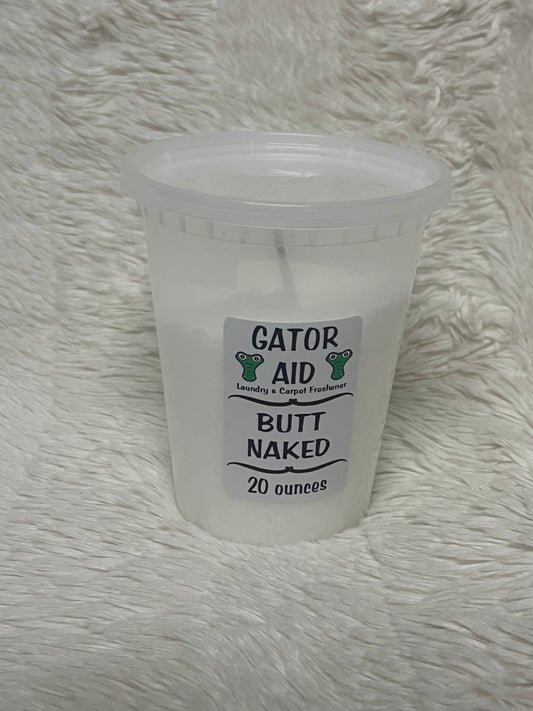 GATOR
AID
Laundry & Carpet Freshener
BUTT
NAKED
20 ounces